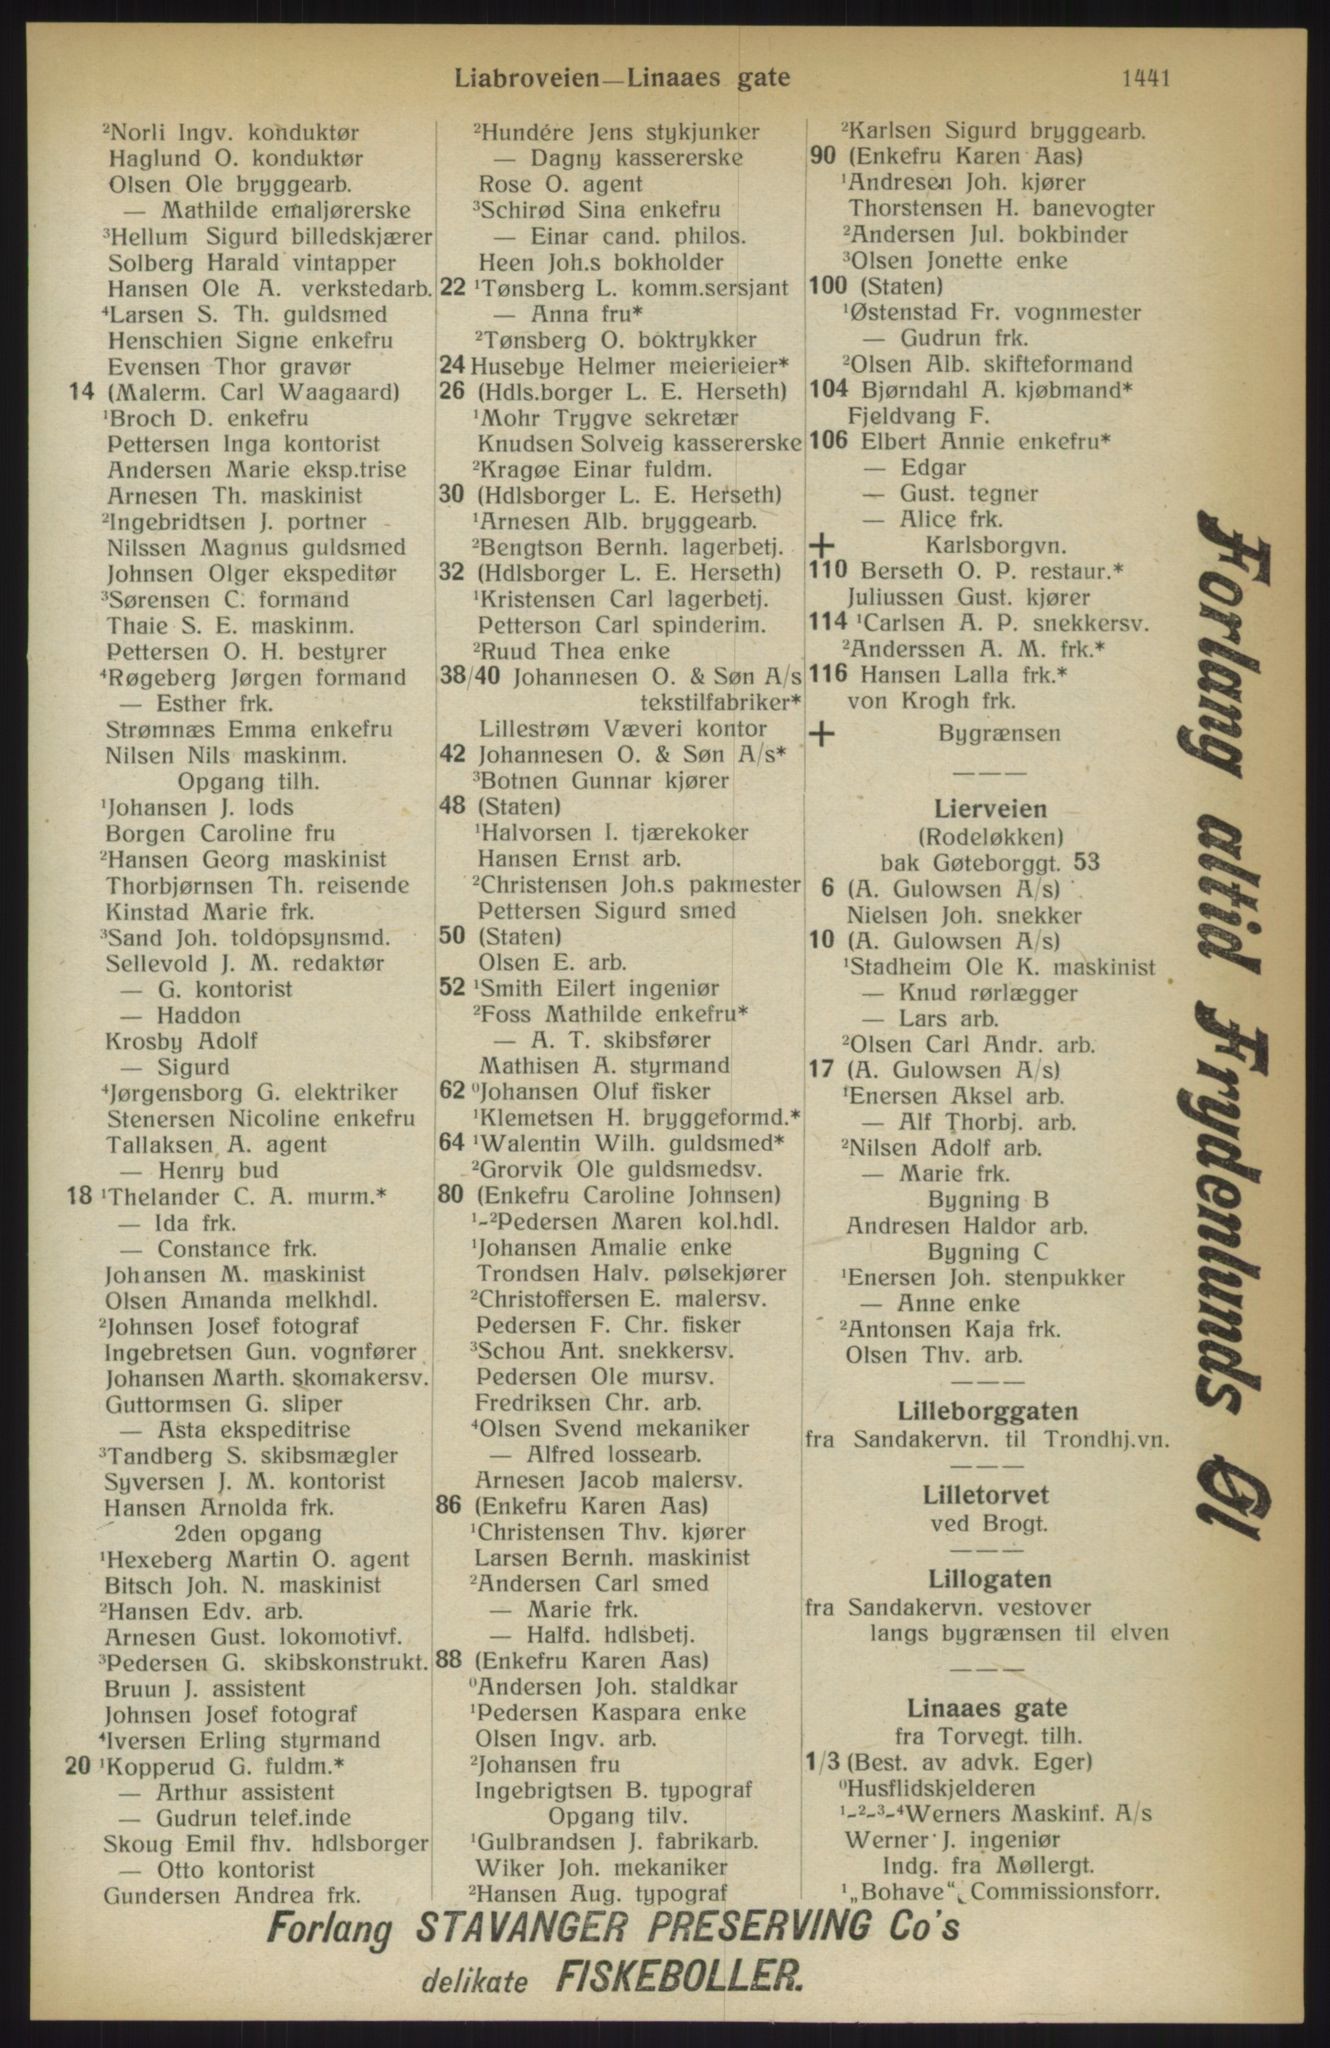 Liabroveien—Linaaes gate
1441
²Norli Ingv. konduktør
Haglund O. konduktør
Olsen Ole bryggearb.
— Mathilde emaljørerske
³Hellum Sigurd billedskjærer
Solberg Harald vintapper
Hansen Ole A. verkstedarb.
⁴Larsen S. Th. guldsmed
Henschien Signe enkefru
Evensen Thor gravør
14 (Malerm. Carl Waagaard)
¹Broch D. enkefru
Pettersen Inga kontorist
Andersen Marie eksp.trise
Arnesen Th. maskinist
²Ingebridtsen J. portner
Nilssen Magnus guldsmed
Johnsen Olger ekspeditør
³Sørensen C. formand
Thaie S. E. maskinm.
Pettersen O. H. bestyrer
⁴Røgeberg Jørgen formand
— Esther frk.
Strømnæs Emma enkefru
Nilsen Nils maskinm.
Opgang tilh.
¹Johansen J. lods
Borgen Caroline fru
²Hansen Georg maskinist
Thorbjørnsen Th. reisende
Kinstad Marie frk.
³Sand Joh. toldopsynsmd.
Sellevold J. M. redaktør
— G. kontorist
— Haddon
Krosby Adolf
— Sigurd
⁴Jørgensborg G. elektriker
Stenersen Nicoline enkefru
Tallaksen A. agent
— Henry bud
18 ¹Thelander C. A. murm.*
— Ida frk.
— Constance frk.
Johansen M. maskinist
Olsen Amanda melkhdl.
²Johnsen Josef fotograf
Ingebretsen Gun. vognfører
Johansen Marth. skomakersv.
Guttormsen G. sliper
— Asta ekspeditrise
³Tandberg S. skibsmægler
Syversen J. M. kontorist
Hansen Arnolda frk.
2den opgang
¹Hexeberg Martin O. agent
Bitsch Joh. N. maskinist
²Hansen Edv. arb.
Arnesen Gust. lokomotivf.
³Pedersen G. skibskonstrukt.
Bruun J. assistent
Johnsen Josef fotograf
⁴Iversen Erling styrmand
20 ¹Kopperud G. fuldm.*
— Arthur assistent
— Gudrun telef.inde
Skoug Emil fhv. hdlsborger
— Otto kontorist
Gundersen Andrea frk.
²Hundére Jens stykjunker
— Dagny kassererske
Rose O. agent
³Schirød Sina enkefru
— Einar cand. philos.
Heen Joh.s bokholder
22 ¹Tønsberg L. komm.sersjant
— Anna fru*
²Tønsberg O. boktrykker
24 Husebye Helmer meierieier*
26 (Hdls.borger L. E. Herseth)
¹Mohr Trygve sekretær
Knudsen Solveig kassererske
²Kragøe Einar fuldm.
30 (Hdlsborger L. E. Herseth)
¹Arnesen Alb. bryggearb.
²Bengtson Bernh. lagerbetj.
32 (Hdlsborger L. E. Herseth)
¹Kristensen Carl lagerbetj.
Petterson Carl spinderim.
²Ruud Thea enke
38/40 Johannesen O. & Søn A/s
tekstilfabriker*
Lillestrøm Væveri kontor
42 Johannesen O. & Søn A/s*
³Botnen Gunnar kjører
48 (Staten)
¹Halvorsen I. tjærekoker
Hansen Ernst arb.
²Christensen Joh.s pakmester
Pettersen Sigurd smed
50 (Staten)
Olsen E. arb.
52 ¹Smith Eilert ingeniør
²Foss Mathilde enkefru*
— A. T. skibsfører
Mathisen A. styrmand
62 ⁰Johansen Oluf fisker
¹Klemetsen H. bryggeformd.*
64 ¹Walentin Wilh. guldsmed*
²Grorvik Ole guldsmedsv.
80 (Enkefru Caroline Johnsen)
¹-²Pedersen Maren kol.hdl.
¹Johansen Amalie enke
Trondsen Halv. pølsekjører
²Christoffersen E. malersv.
Pedersen F. Chr. fisker
³Schou Ant. snekkersv.
Pedersen Ole mursv.
Fredriksen Chr. arb.
⁴Olsen Svend mekaniker
— Alfred lossearb.
Arnesen Jacob malersv.
86 (Enkefru Karen Aas)
¹Christensen Thv. kjører
Larsen Bernh. maskinist
²Andersen Carl smed
— Marie frk.
— Halfd. hdlsbetj.
88 (Enkefru Karen Aas)
⁰Andersen Joh. staldkar
¹Pedersen Kaspara enke
Olsen Ingv. arb.
²Johansen fru
Ingebrigtsen B. typograf
Opgang tilv.
¹Gulbrandsen J. fabrikarb.
Wiker Joh. mekaniker
²Hansen Aug. typograf
²Karlsen Sigurd bryggearb.
90 (Enkefru Karen Aas)
¹Andresen Joh. kjører
Thorstensen H. banevogter
²Andersen Jul. bokbinder
³Olsen Jonette enke
100 (Staten)
¹Østenstad Fr. vognmester
— Gudrun frk.
²Olsen Alb. skifteformand
104 Bjørndahl A. kjøbmand*
Fjeldvang F.
106 Elbert Annie enkefru*
— Edgar
— Gust. tegner
— Alice frk.
+ Karlsborgvn.
110 Berseth O. P. restaur.*
Juliussen Gust. kjører
114 ¹Carlsen A. P. snekkersv.
²Anderssen A. M. frk.*
116 Hansen Lalla frk.*
von Krogh frk.
+ Bygrænsen
———
Lierveien
(Rodeløkken)
bak Gøteborggt. 53
6 (A. Gulowsen A/s)
Nielsen Joh. snekker
10 (A. Gulowsen A/s)
¹Stadheim Ole K. maskinist
— Knud rørlægger
— Lars arb.
²Olsen Carl Andr. arb.
17 (A. Gulowsen A/s)
¹Enersen Aksel arb.
— Alf Thorbj. arb.
²Nilsen Adolf arb.
— Marie frk.
Bygning B
Andresen Haldor arb.
Bygning C
¹Enersen Joh. stenpukker
— Anne enke
²Antonsen Kaja frk.
Olsen Thv. arb.
———
Lilleborggaten
fra Sandakervn. til Trondhj.vn.
———
Lilletorvet
ved Brogt.
———
Lillogaten
fra Sandakervn. vestover
langs bygrænsen til elven
———
Linaaes gate
fra Torvegt. tilh.
1/3 (Best. av advk. Eger)
⁰Husflidskjelderen
¹-²-³-⁴Werners Maskinf. A/s
Werner J. ingeniør
Indg. fra Møllergt.
¹„Bohave“, Commissionsforr.
Forlang altid Frydenlunds Øl
Forlang STAVANGER PRESERVING Co's
delikate FISKEBOLLER.